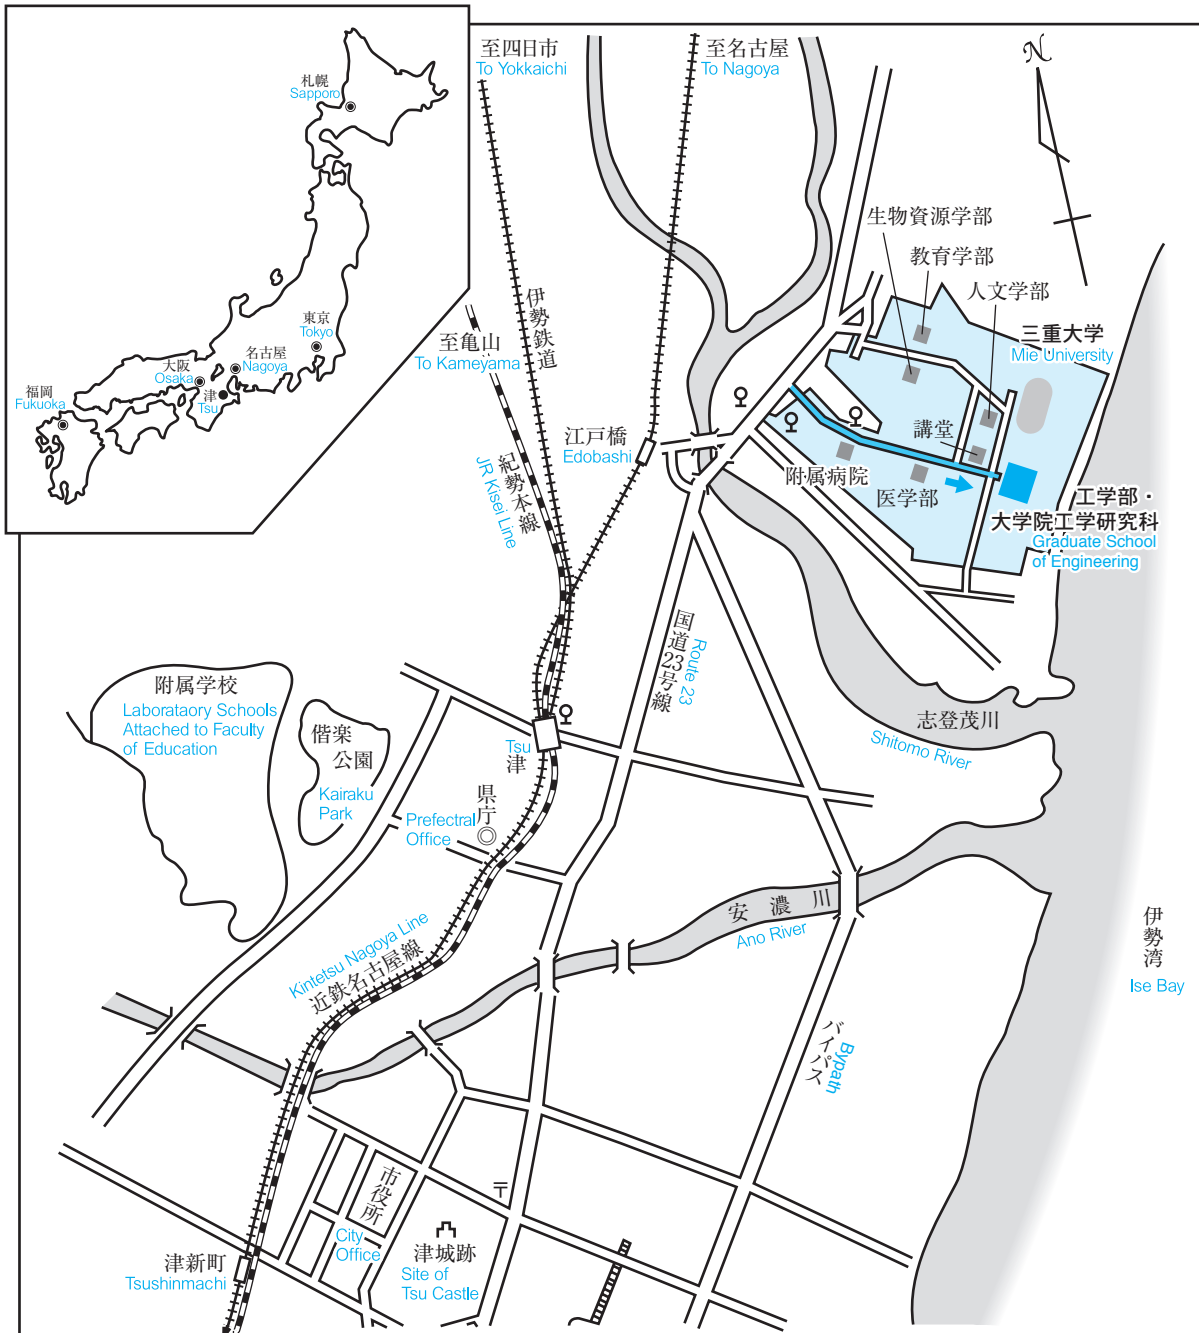 札幌
Sapporo
東京
Tokyo
名古屋
Nagoya
大阪
Osaka
津
Tsu
福岡
Fukuoka
至四日市
To Yokkaichi
至名古屋
To Nagoya
N
生物資源学部
教育学部
人文学部
三重大学
Mie University
伊勢鉄道
至亀山
To Kameyama
江戸橋
Edobashi
紀勢本線
JR Kisei Line
講堂
附属病院
医学部
工学部・
大学院工学研究科
Graduate School
of Engineering
国道23号線
Route 23
附属学校
Laborataory Schools
Attached to Faculty
of Education
偕楽
公園
Kairaku
Park
Tsu
津
県庁
Prefectral
Office
志登茂川
Shitomo River
安濃川
Ano River
伊勢湾
Ise Bay
Kintetsu Nagoya Line
近鉄名古屋線
バイパス
Bypath
市役所
City
Office
〒
津城跡
Site of
Tsu Castle
津新町
Tsushinmachi